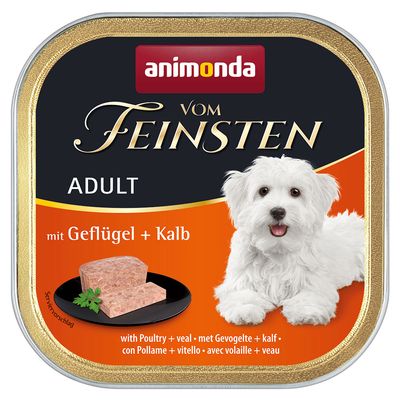 animonda
VOM
FEINSTEN
ADULT
mit Geflügel + Kalb
Serviervorschlag
with Poultry + veal • met Gevogelte + kalf •
con Pollame + vitello • avec volaille + veau